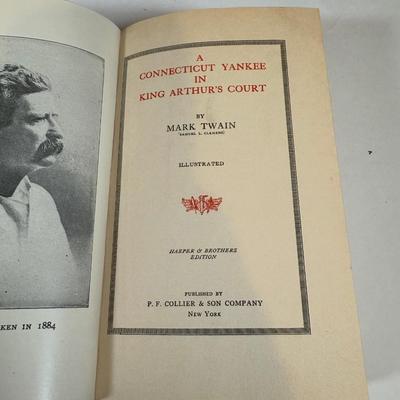 KEN IN 1884
A
CONNECTICUT YANKEE
IN
KING ARTHUR'S COURT
BY
MARK TWAIN
(SAMUEL L. CLEMENS)
ILLUSTRATED
HARPER & BROTHERS
EDITION
PUBLISHED BY
P. F. COLLIER & SON COMPANY
NEW YORK